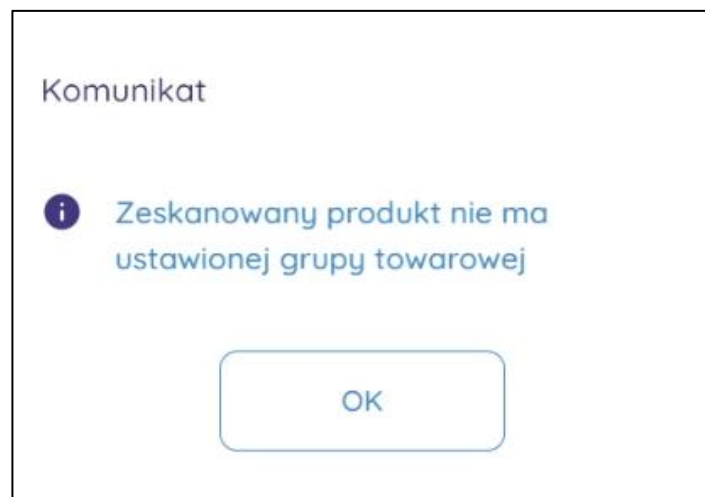 Komunikat
Zeskanowany produkt nie ma
ustawionej grupy towarowej
OK